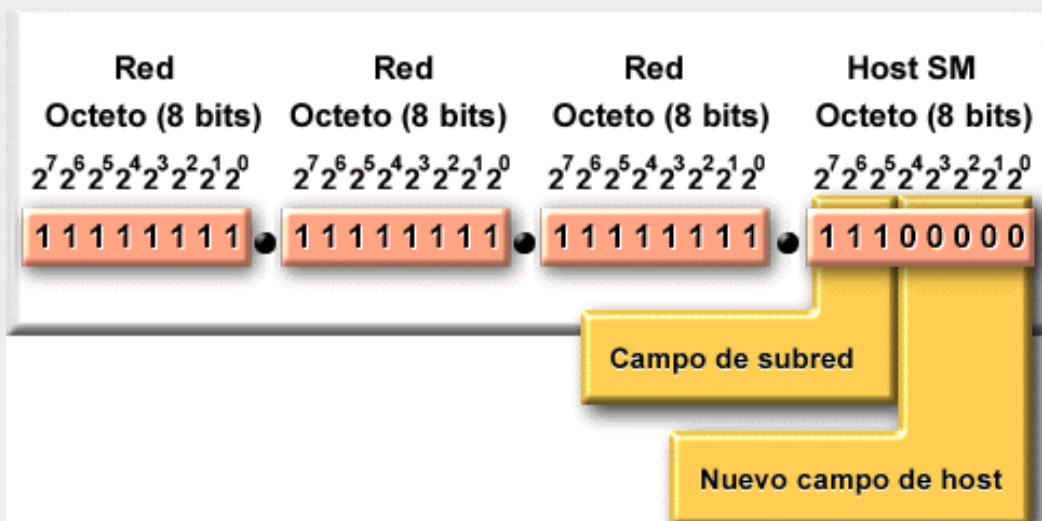 Red Red Red Host SM
Octeto (8 bits) Octeto (8 bits) Octeto (8 bits) Octeto (8 bits)
2⁷2⁶2⁵2⁴2³2²2¹2⁰ 2⁷2⁶2⁵2⁴2³2²2¹2⁰ 2⁷2⁶2⁵2⁴2³2²2¹2⁰ 2⁷2⁶2⁵2⁴2³2²2¹2⁰
1 1 1 1 1 1 1 1 . 1 1 1 1 1 1 1 1 . 1 1 1 1 1 1 1 1 . 1 1 1 0 0 0 0 0
Campo de subred
Nuevo campo de host